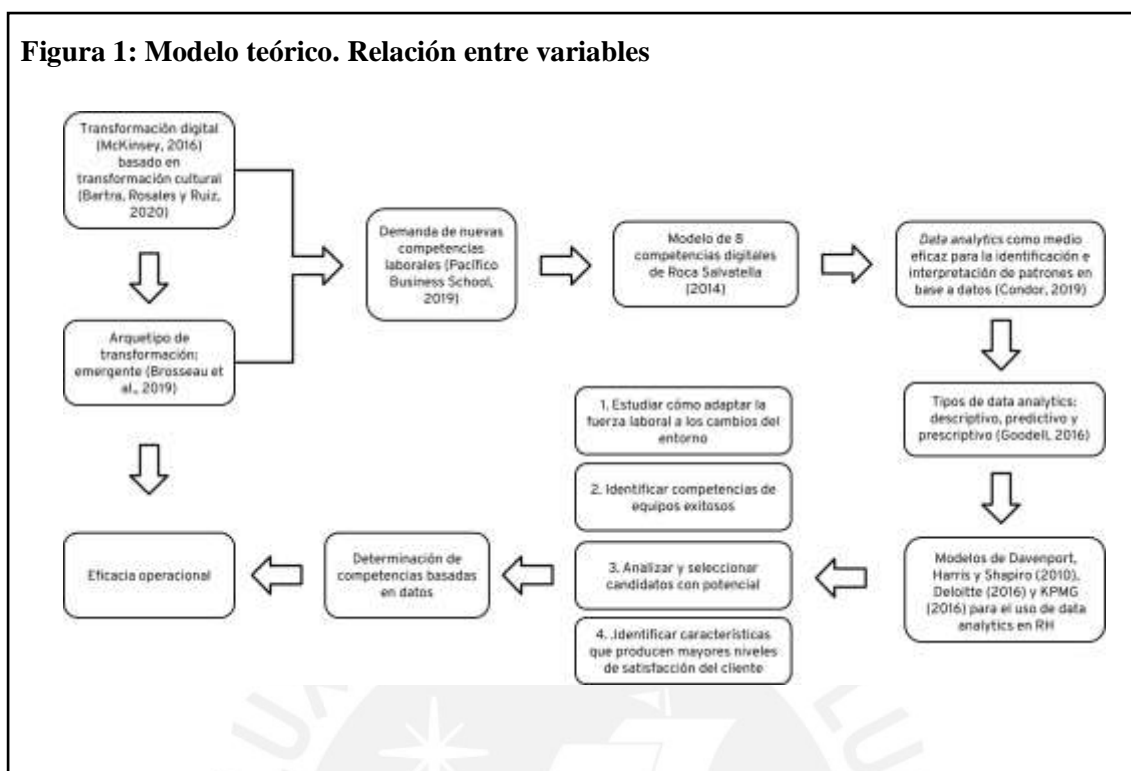 Figura 1: Modelo teórico. Relación entre variables
Transformación digital
(McKinsey, 2016)
basado en
transformación cultural
(Bartra, Rosales y Ruiz,
2020)
Arquetipo de
transformación:
emergente (Brosseau et
al., 2019)
Demanda de nuevas
competencias
laborales (Pacífico
Business School,
2019)
Modelo de 8
competencias digitales
de Roca Salvatella
(2014)
Data analytics como medio
eficaz para la identificación e
interpretación de patrones en
base a datos (Condor, 2019)
Tipos de data analytics:
descriptivo, predictivo y
prescriptivo (Goodell, 2016)
Modelos de Davenport,
Harris y Shapiro (2010),
Deloitte (2016) y KPMG
(2016) para el uso de data
analytics en RH
1. Estudiar cómo adaptar la
fuerza laboral a los cambios del
entorno
2. Identificar competencias de
equipos exitosos
3. Analizar y seleccionar
candidatos con potencial
4. .Identificar características
que producen mayores niveles
de satisfacción del cliente
Determinación de
competencias basadas
en datos
Eficacia operacional